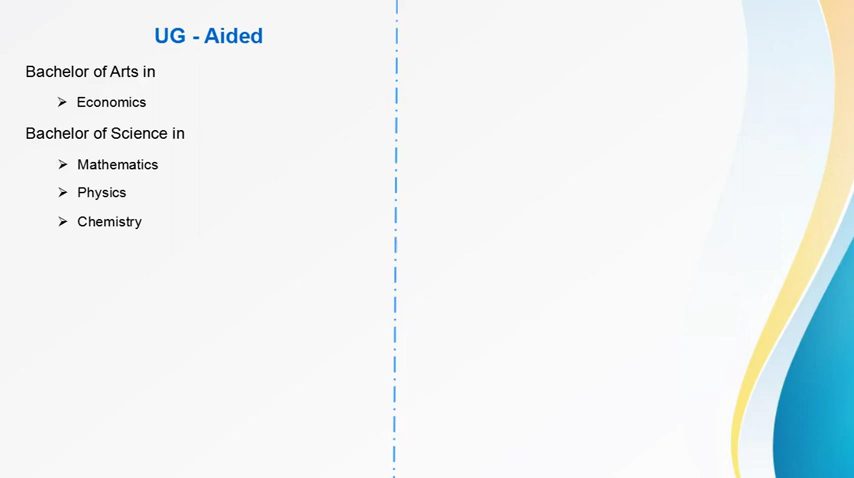 UG - Aided
Bachelor of Arts in
➢ Economics
Bachelor of Science in
➢ Mathematics
➢ Physics
➢ Chemistry